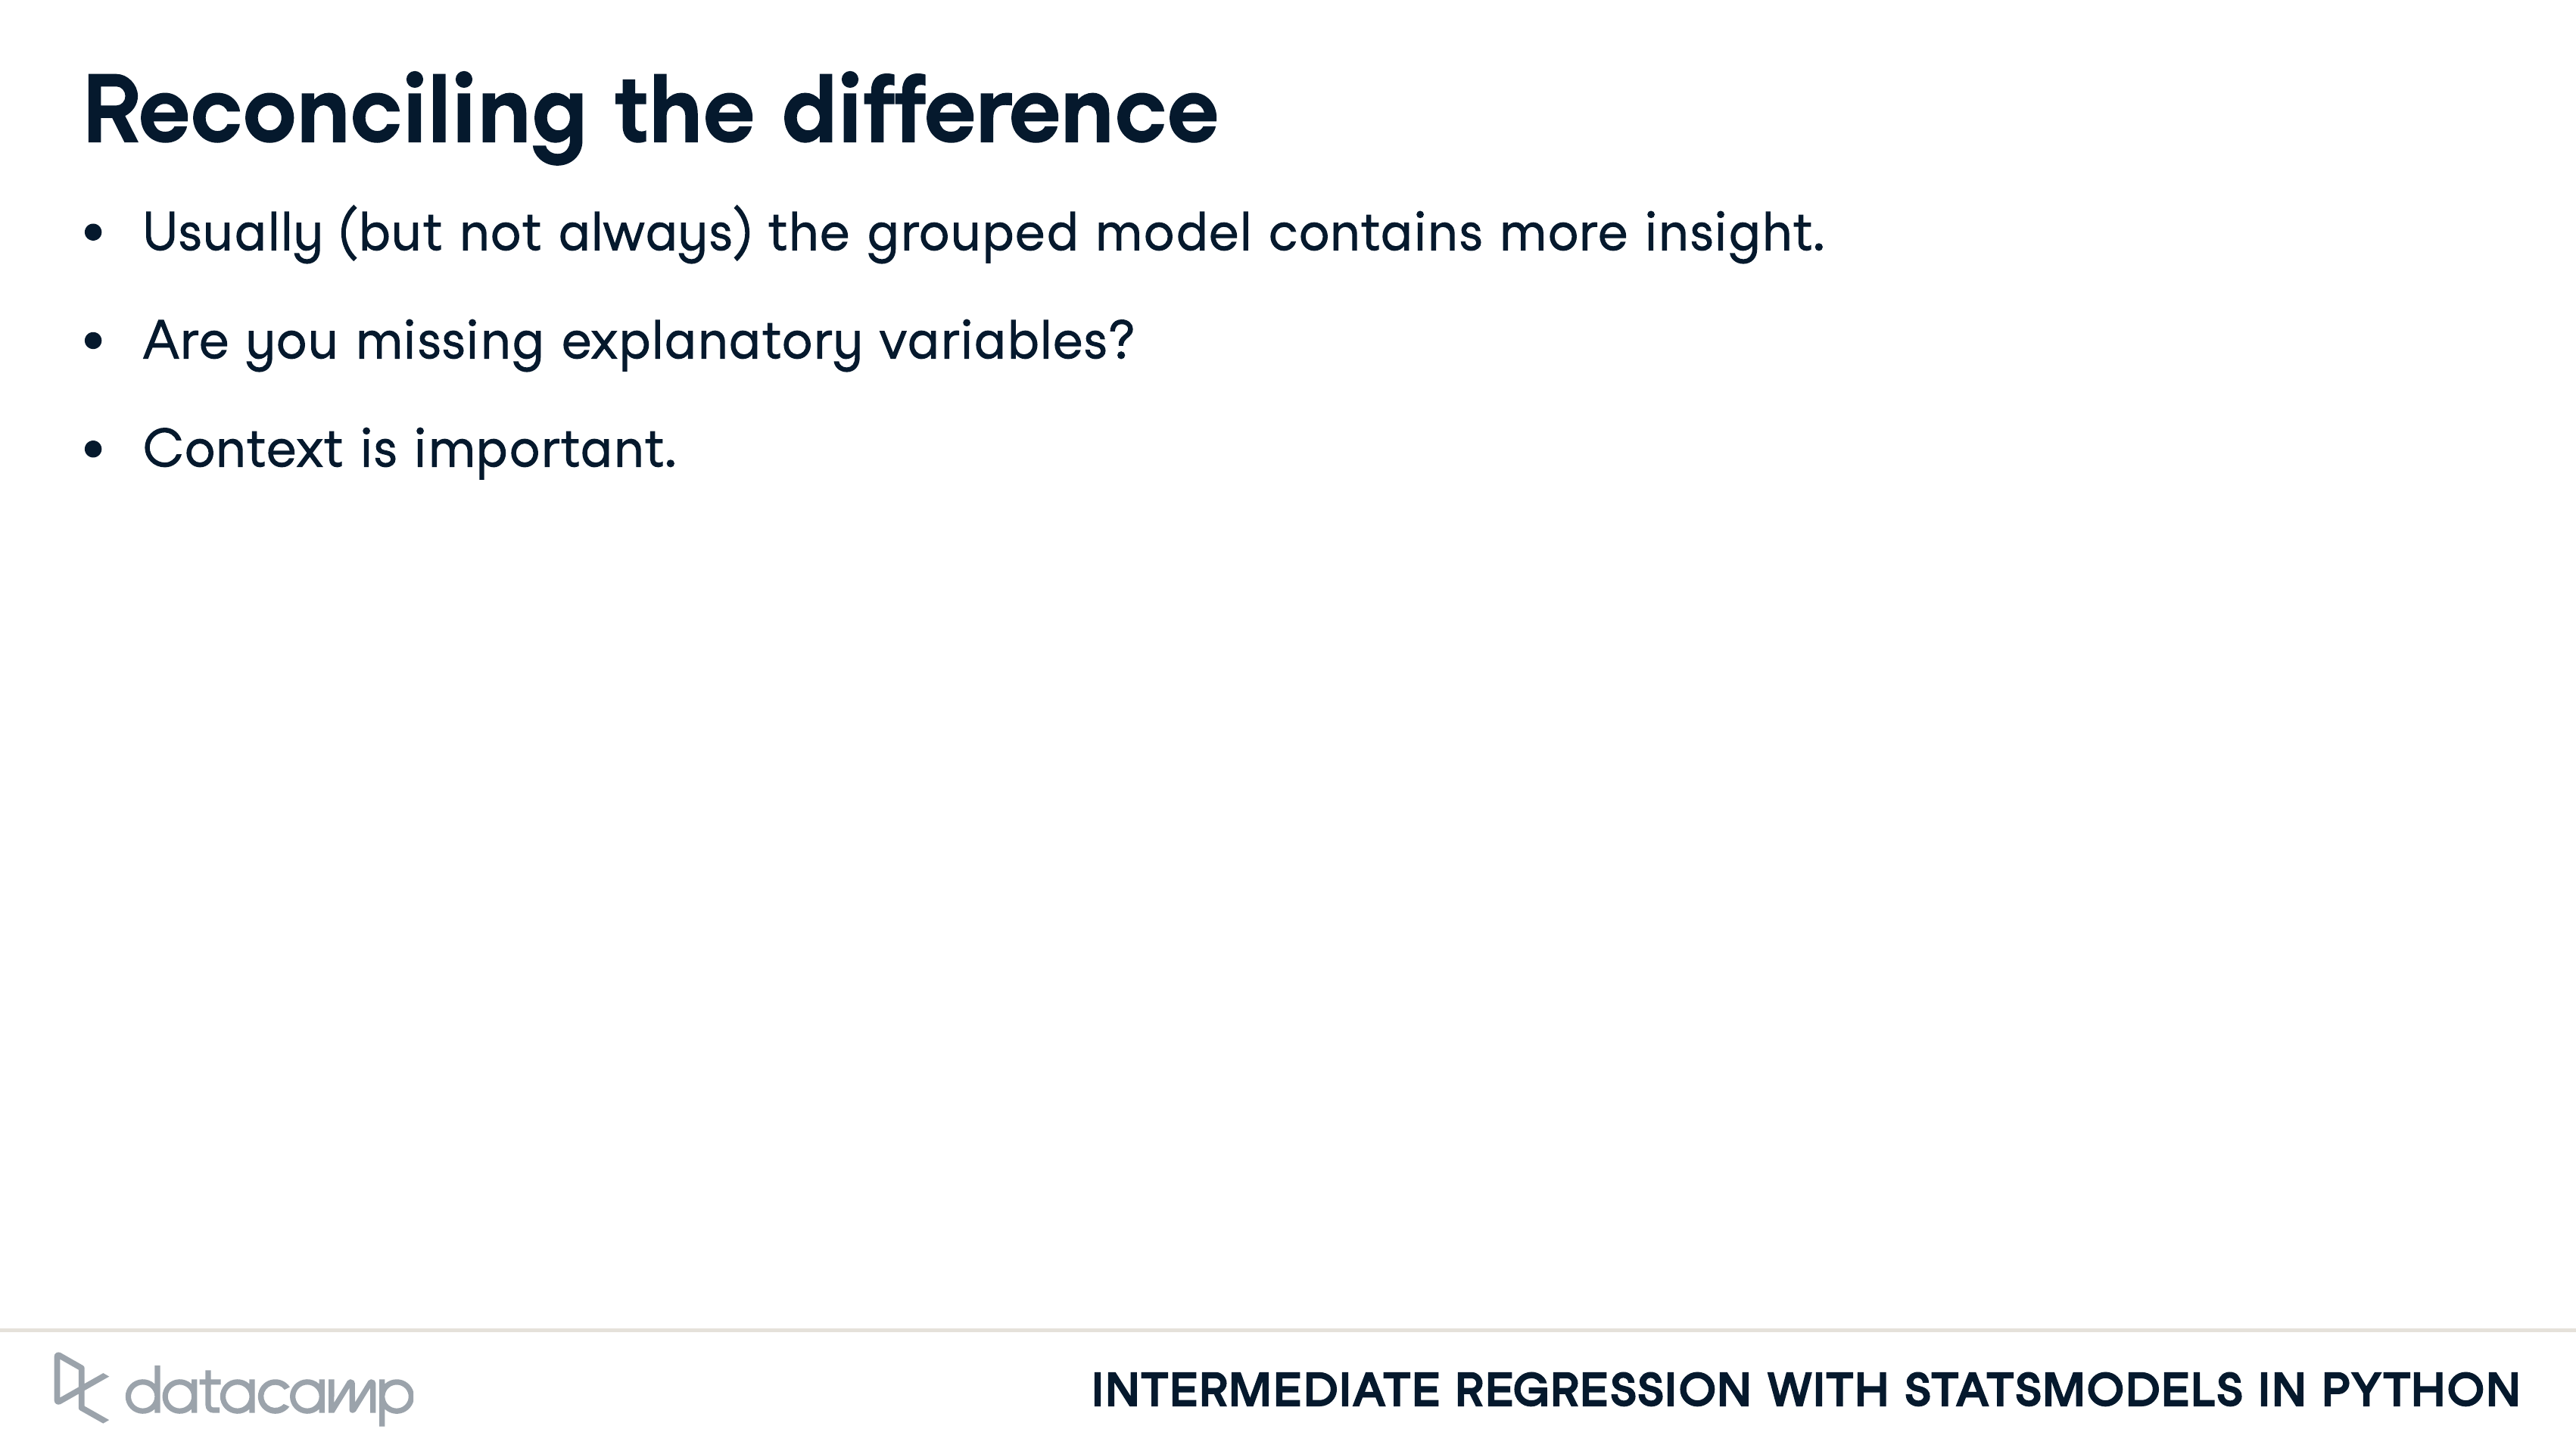 Reconciling the difference
• Usually (but not always) the grouped model contains more insight.
• Are you missing explanatory variables?
• Context is important.
datacamp
INTERMEDIATE REGRESSION WITH STATSMODELS IN PYTHON